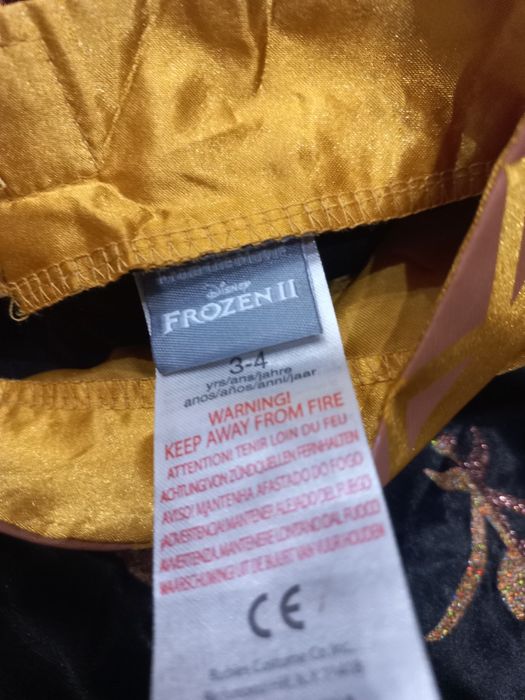 Disney
FROZEN II
3-4
yrs/ans/jahre
anos/años/anni/jaar
WARNING!
KEEP AWAY FROM FIRE
ATTENTION! TENIR LOIN DU FEU
ACHTUNG! VON ZÜNDQUELLEN FERNHALTEN
AVISO! MANTENHA AFASTADO DO FOGO
¡ADVERTENCIA! MANTENER ALEJADO DEL FUEGO
AVVERTENZA. MANTENERE LONTANO DAL FUOCO
WAARSCHUWING! UIT DE BUURT VAN VUUR HOUDEN
CE
Rubies Costume Co. Inc.